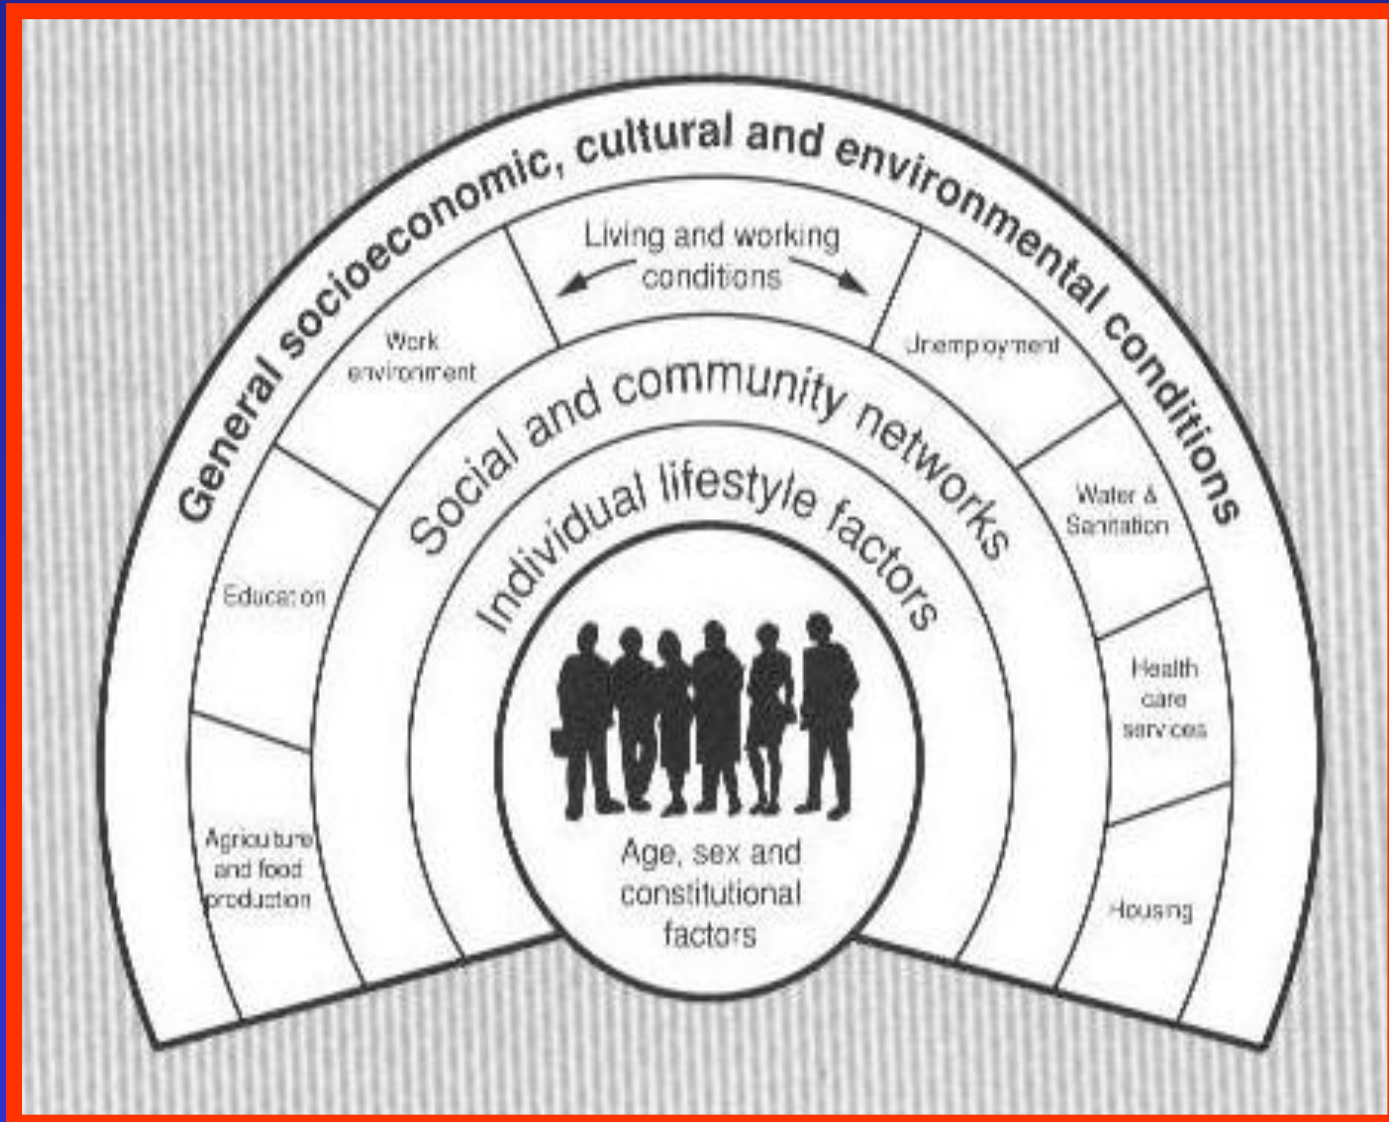 General socioeconomic, cultural and environmental conditions
Living and working
conditions
Work
environment
Unemployment
Social and community networks
Water &
Sanitation
Individual lifestyle factors
Education
Health
care
services
Agriculture
and food
production
Housing
Age, sex and
constitutional
factors